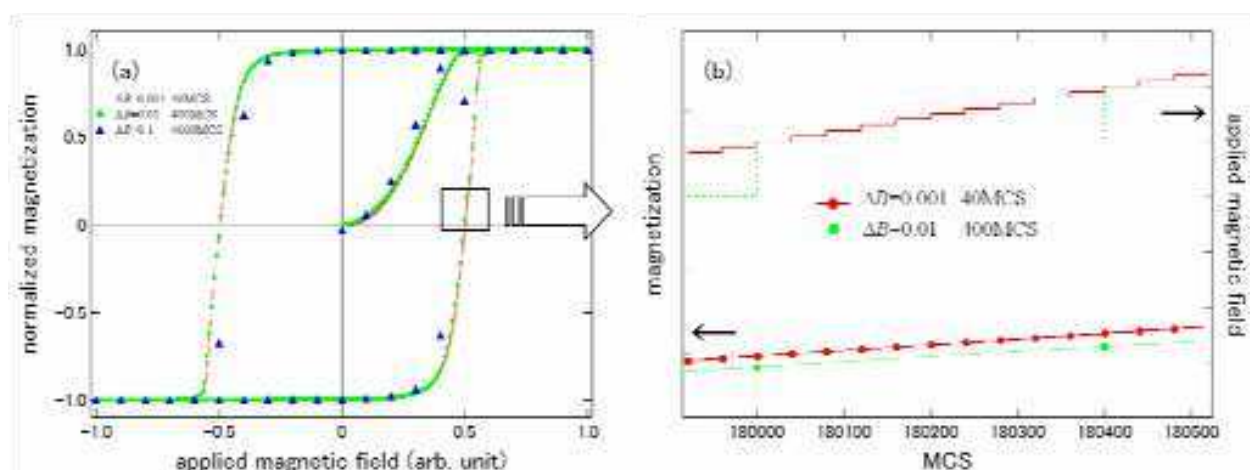 (a)
ΔB=0.001 40MCS
ΔB=0.01 400MCS
ΔB=0.1 4000MCS
1.0
0.5
0
−0.5
−1.0
normalized magnetization
−1.0 −0.5 0 0.5 1.0
applied magnetic field (arb. unit)
(b)
ΔB=0.001 40MCS
ΔB=0.01 400MCS
magnetization
applied magnetic field
180000 180100 180200 180300 180400 180500
MCS